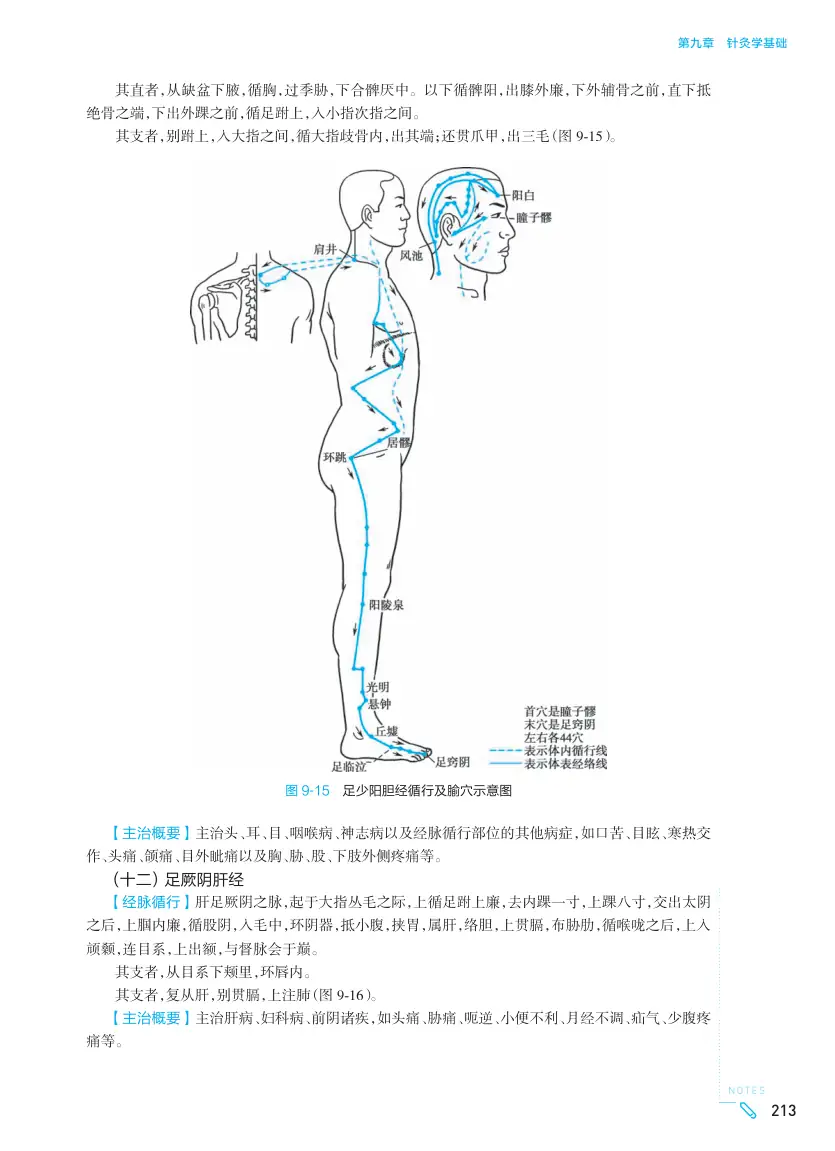 第九章 针灸学基础
其直者,从缺盆下腋,循胸,过季胁,下合髀厌中。以下循髀阳,出膝外廉,下外辅骨之前,直下抵
绝骨之端,下出外踝之前,循足跗上,入小指次指之间。
其支者,别跗上,入大指之间,循大指歧骨内,出其端;还贯爪甲,出三毛(图 9-15)。
阳白
瞳子髎
肩井
风池
居髎
环跳
阳陵泉
光明
悬钟
丘墟
足临泣
足窍阴
首穴是瞳子髎
末穴是足窍阴
左右各44穴
表示体内循行线
表示体表经络线
图 9-15 足少阳胆经循行及腧穴示意图
【主治概要】主治头、耳、目、咽喉病、神志病以及经脉循行部位的其他病症,如口苦、目眩、寒热交
作、头痛、颔痛、目外眦痛以及胸、胁、股、下肢外侧疼痛等。
(十二)足厥阴肝经
【经脉循行】肝足厥阴之脉,起于大指丛毛之际,上循足跗上廉,去内踝一寸,上踝八寸,交出太阴
之后,上腘内廉,循股阴,入毛中,环阴器,抵小腹,挟胃,属肝,络胆,上贯膈,布胁肋,循喉咙之后,上入
颃颡,连目系,上出额,与督脉会于巅。
其支者,从目系下颊里,环唇内。
其支者,复从肝,别贯膈,上注肺(图 9-16)。
【主治概要】主治肝病、妇科病、前阴诸疾,如头痛、胁痛、呃逆、小便不利、月经不调、疝气、少腹疼
痛等。
NOTES
213